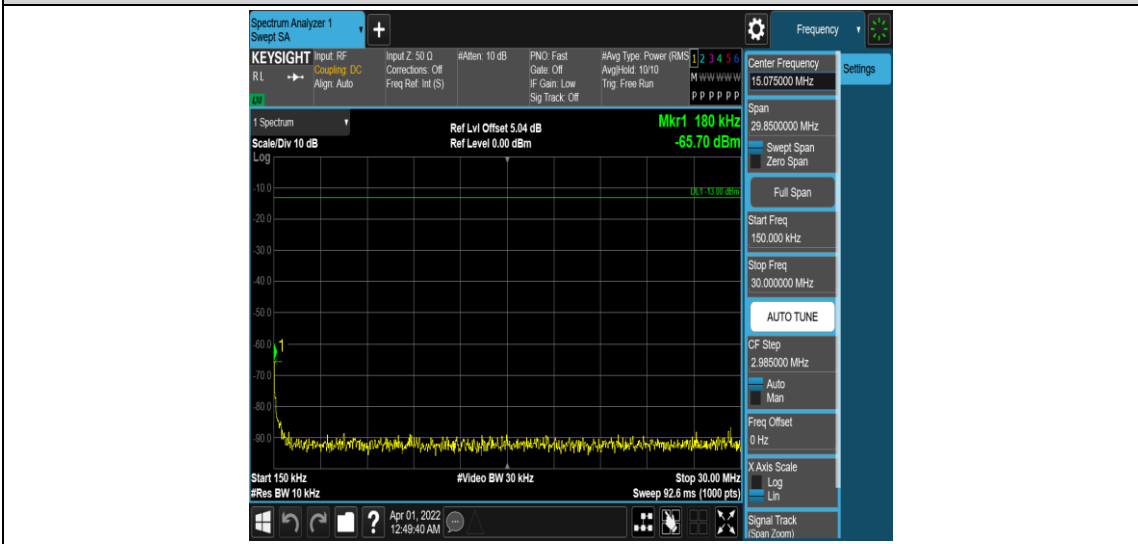 Spectrum Analyzer 1
Swept SA
+
Frequency
KEYSIGHT
RL
LXI
Input: RF
Coupling: DC
Align: Auto
Input Z: 50 Ω
Corrections: Off
Freq Ref: Int (S)
#Atten: 10 dB
PNO: Fast
Gate: Off
IF Gain: Low
Sig Track: Off
#Avg Type: Power (RMS
Avg|Hold: 10/10
Trig: Free Run
1 2 3 4 5 6
M W W W W W
P P P P P P
1 Spectrum
Scale/Div 10 dB
Log
Ref Lvl Offset 5.04 dB
Ref Level 0.00 dBm
Mkr1 180 kHz
-65.70 dBm
DL1 -13.00 dBm
-10.0
-20.0
-30.0
-40.0
-50.0
-60.0
1
-70.0
-80.0
-90.0
Start 150 kHz
#Res BW 10 kHz
#Video BW 30 kHz
Stop 30.00 MHz
Sweep 92.6 ms (1000 pts)
?
Apr 01, 2022
12:49:40 AM
Center Frequency
15.075000 MHz
Settings
Span
29.8500000 MHz
Swept Span
Zero Span
Full Span
Start Freq
150.000 kHz
Stop Freq
30.000000 MHz
AUTO TUNE
CF Step
2.985000 MHz
Auto
Man
Freq Offset
0 Hz
X Axis Scale
Log
Lin
Signal Track
(Span Zoom)